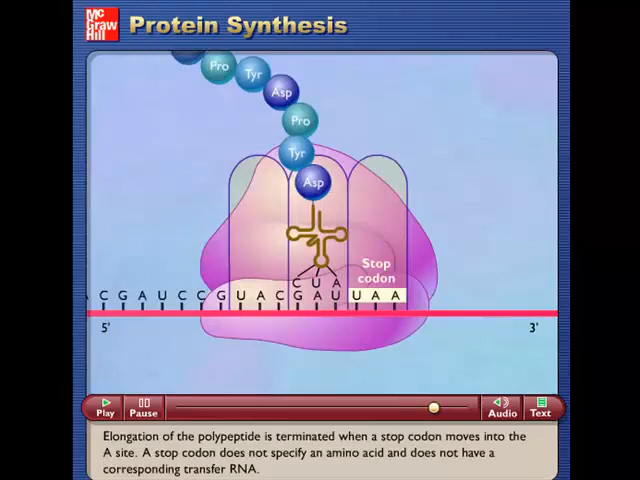 Mc
Graw
Hill
Protein Synthesis
Pro
Tyr
Asp
Pro
Tyr
Asp
Stop
codon
C U A
A C G A U C C G U A C G A U U A A
5' 3'
Play
Pause
Audio
Text
Elongation of the polypeptide is terminated when a stop codon moves into the
A site. A stop codon does not specify an amino acid and does not have a
corresponding transfer RNA.